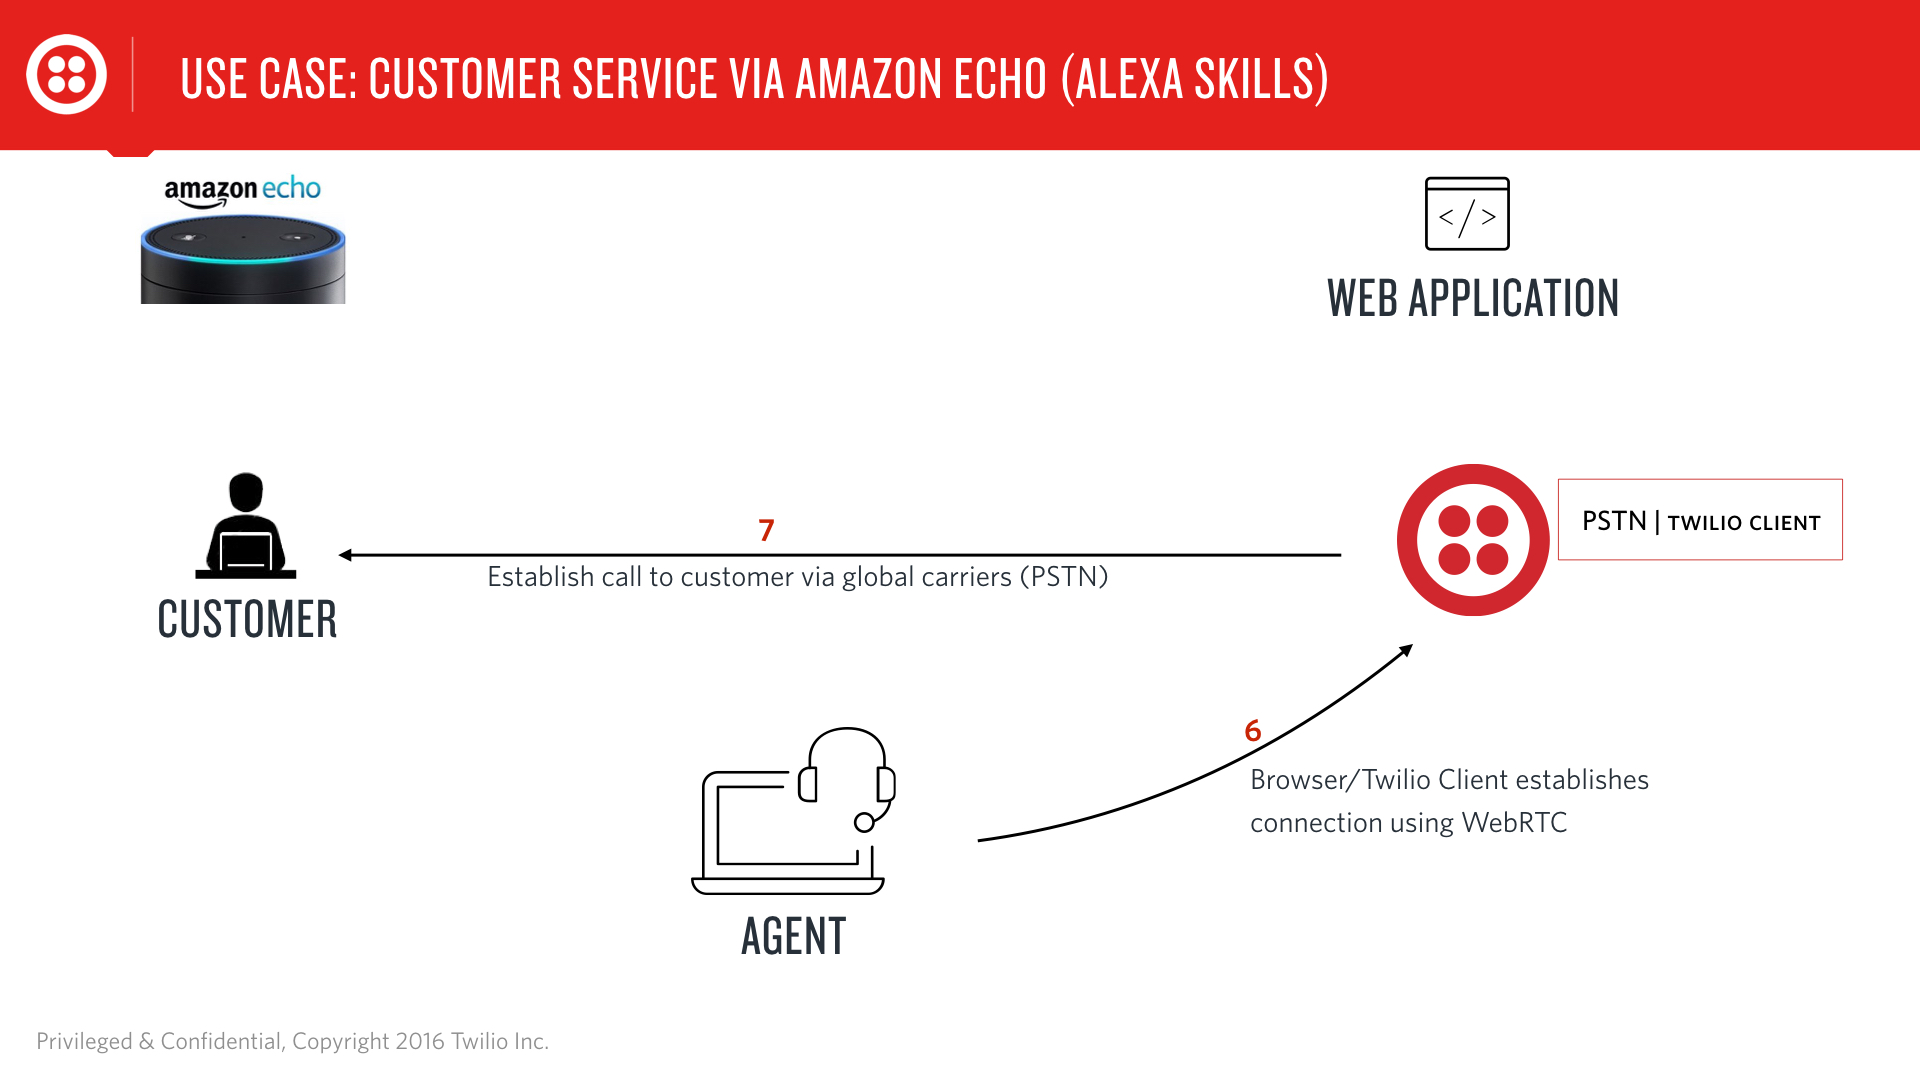 USE CASE: CUSTOMER SERVICE VIA AMAZON ECHO (ALEXA SKILLS)
amazon echo
</>
WEB APPLICATION
7
Establish call to customer via global carriers (PSTN)
PSTN | TWILIO CLIENT
CUSTOMER
6
Browser/Twilio Client establishes
connection using WebRTC
AGENT
Privileged & Confidential, Copyright 2016 Twilio Inc.